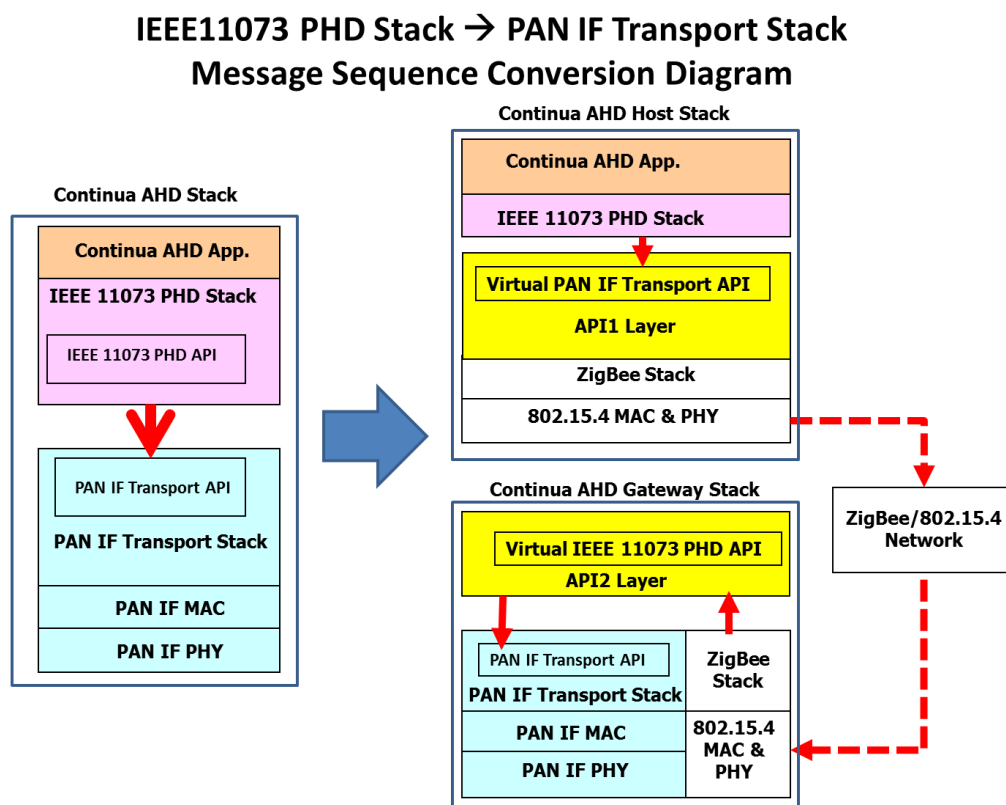 IEEE11073 PHD Stack → PAN IF Transport Stack
Message Sequence Conversion Diagram
Continua AHD Stack
Continua AHD App.
IEEE 11073 PHD Stack
IEEE 11073 PHD API
PAN IF Transport API
PAN IF Transport Stack
PAN IF MAC
PAN IF PHY
Continua AHD Host Stack
Continua AHD App.
IEEE 11073 PHD Stack
Virtual PAN IF Transport API
API1 Layer
ZigBee Stack
802.15.4 MAC & PHY
ZigBee/802.15.4
Network
Continua AHD Gateway Stack
Virtual IEEE 11073 PHD API
API2 Layer
PAN IF Transport API
PAN IF Transport Stack
PAN IF MAC
PAN IF PHY
ZigBee
Stack
802.15.4
MAC &
PHY